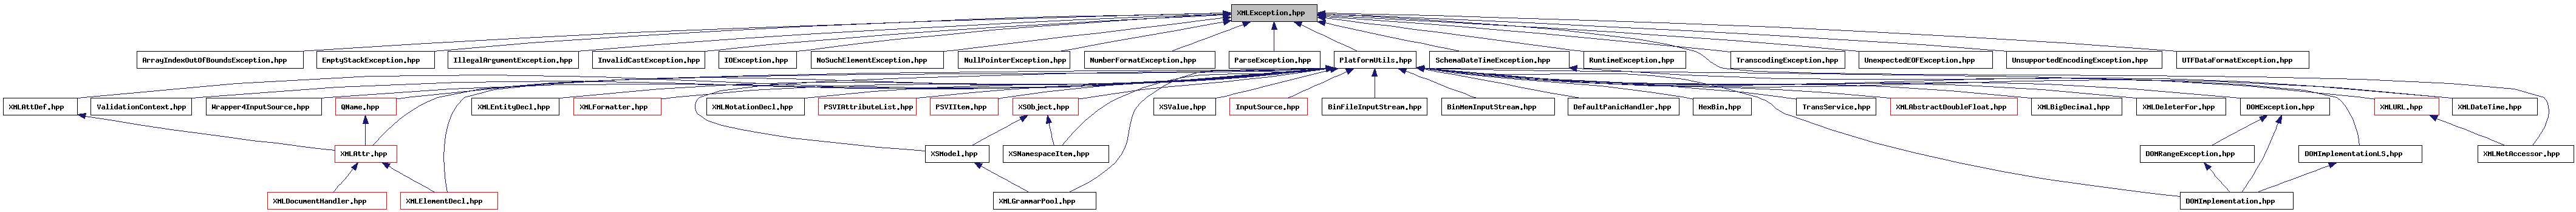 XMLException.hpp
ArrayIndexOutOfBoundsException.hpp
EmptyStackException.hpp
IllegalArgumentException.hpp
InvalidCastException.hpp
IOException.hpp
NoSuchElementException.hpp
NullPointerException.hpp
NumberFormatException.hpp
ParseException.hpp
PlatformUtils.hpp
SchemaDateTimeException.hpp
RuntimeException.hpp
TranscodingException.hpp
UnexpectedEOFException.hpp
UnsupportedEncodingException.hpp
UTFDataFormatException.hpp
XMLAttDef.hpp
ValidationContext.hpp
Wrapper4InputSource.hpp
QName.hpp
XMLEntityDecl.hpp
XMLFormatter.hpp
XMLNotationDecl.hpp
PSVIAttributeList.hpp
PSVIItem.hpp
XSObject.hpp
XSValue.hpp
InputSource.hpp
BinFileInputStream.hpp
BinMemInputStream.hpp
DefaultPanicHandler.hpp
HexBin.hpp
TransService.hpp
XMLAbstractDoubleFloat.hpp
XMLBigDecimal.hpp
XMLDeleterFor.hpp
DOMException.hpp
XMLURL.hpp
XMLDateTime.hpp
XMLAttr.hpp
XSModel.hpp
XSNamespaceItem.hpp
DOMRangeException.hpp
DOMImplementationLS.hpp
XMLNetAccessor.hpp
XMLDocumentHandler.hpp
XMLElementDecl.hpp
XMLGrammarPool.hpp
DOMImplementation.hpp